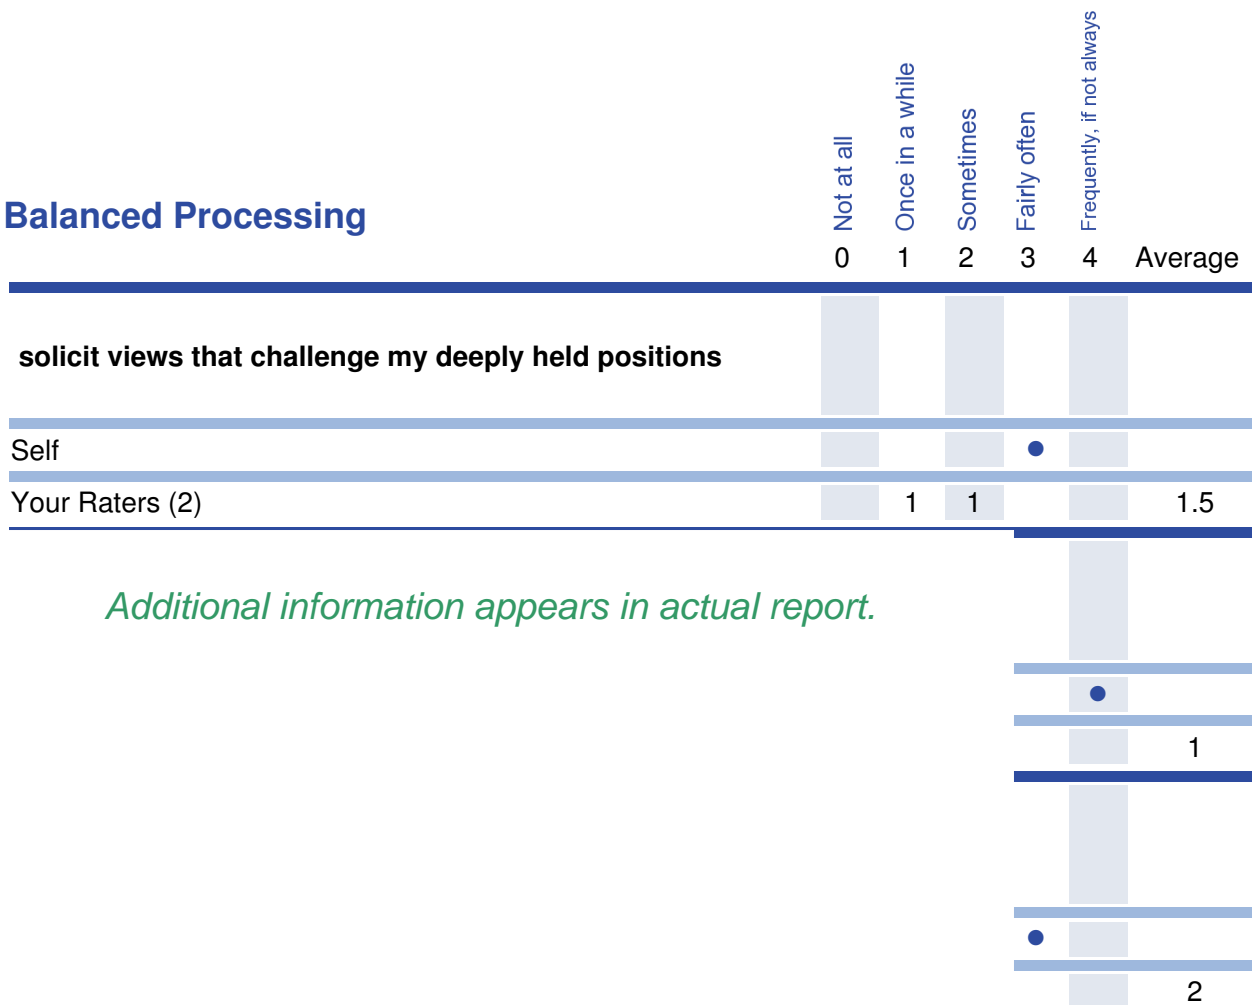 Not at all
Once in a while
Sometimes
Fairly often
Frequently, if not always
Balanced Processing
0 1 2 3 4 Average
solicit views that challenge my deeply held positions
Self
Your Raters (2) 1 1 1.5
Additional information appears in actual report.
1
2